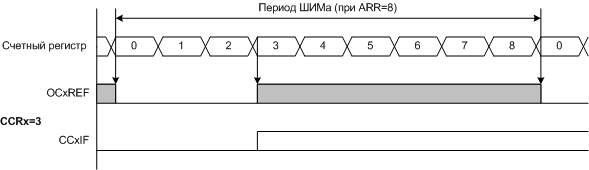 Период ШИМа (при ARR=8)
Счетный регистр 0 1 2 3 4 5 6 7 8 0
OCxREF
CCRx=3
CCxIF